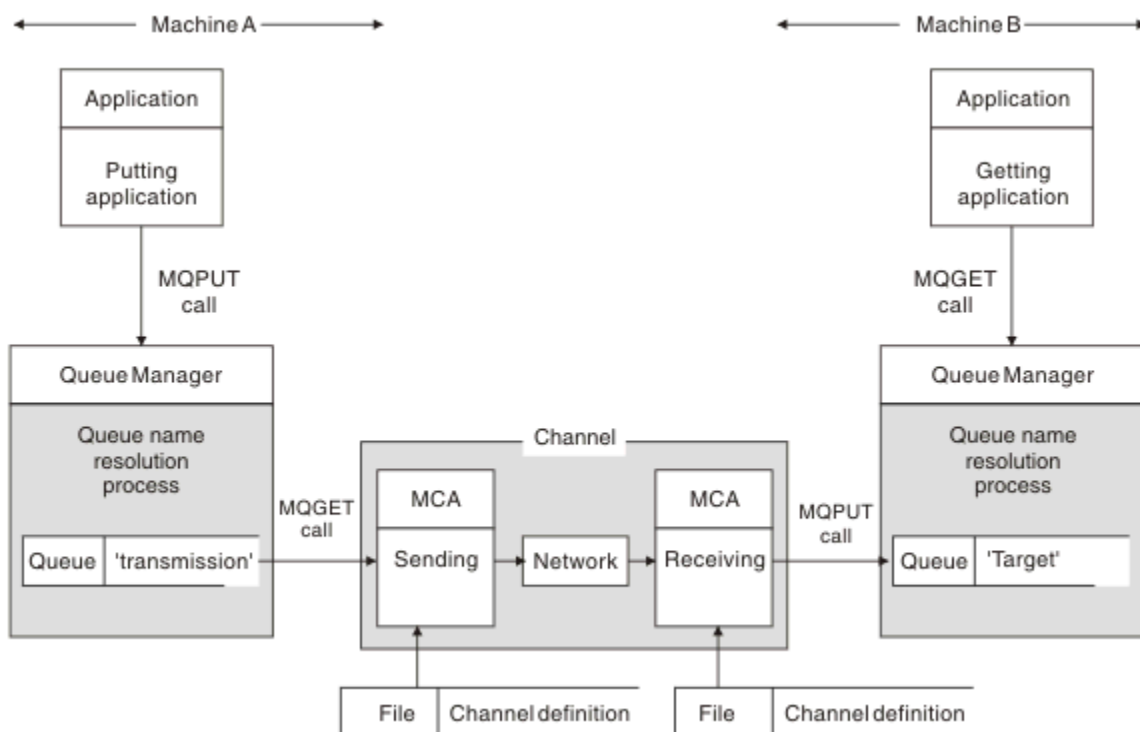 Machine A
Machine B
Application
Putting
application
Application
Getting
application
MQPUT
call
MQGET
call
Queue Manager
Queue name
resolution
process
Queue 'transmission'
MQGET
call
Channel
MCA
Sending
Network
MCA
Receiving
MQPUT
call
Queue Manager
Queue name
resolution
process
Queue 'Target'
File Channel definition
File Channel definition